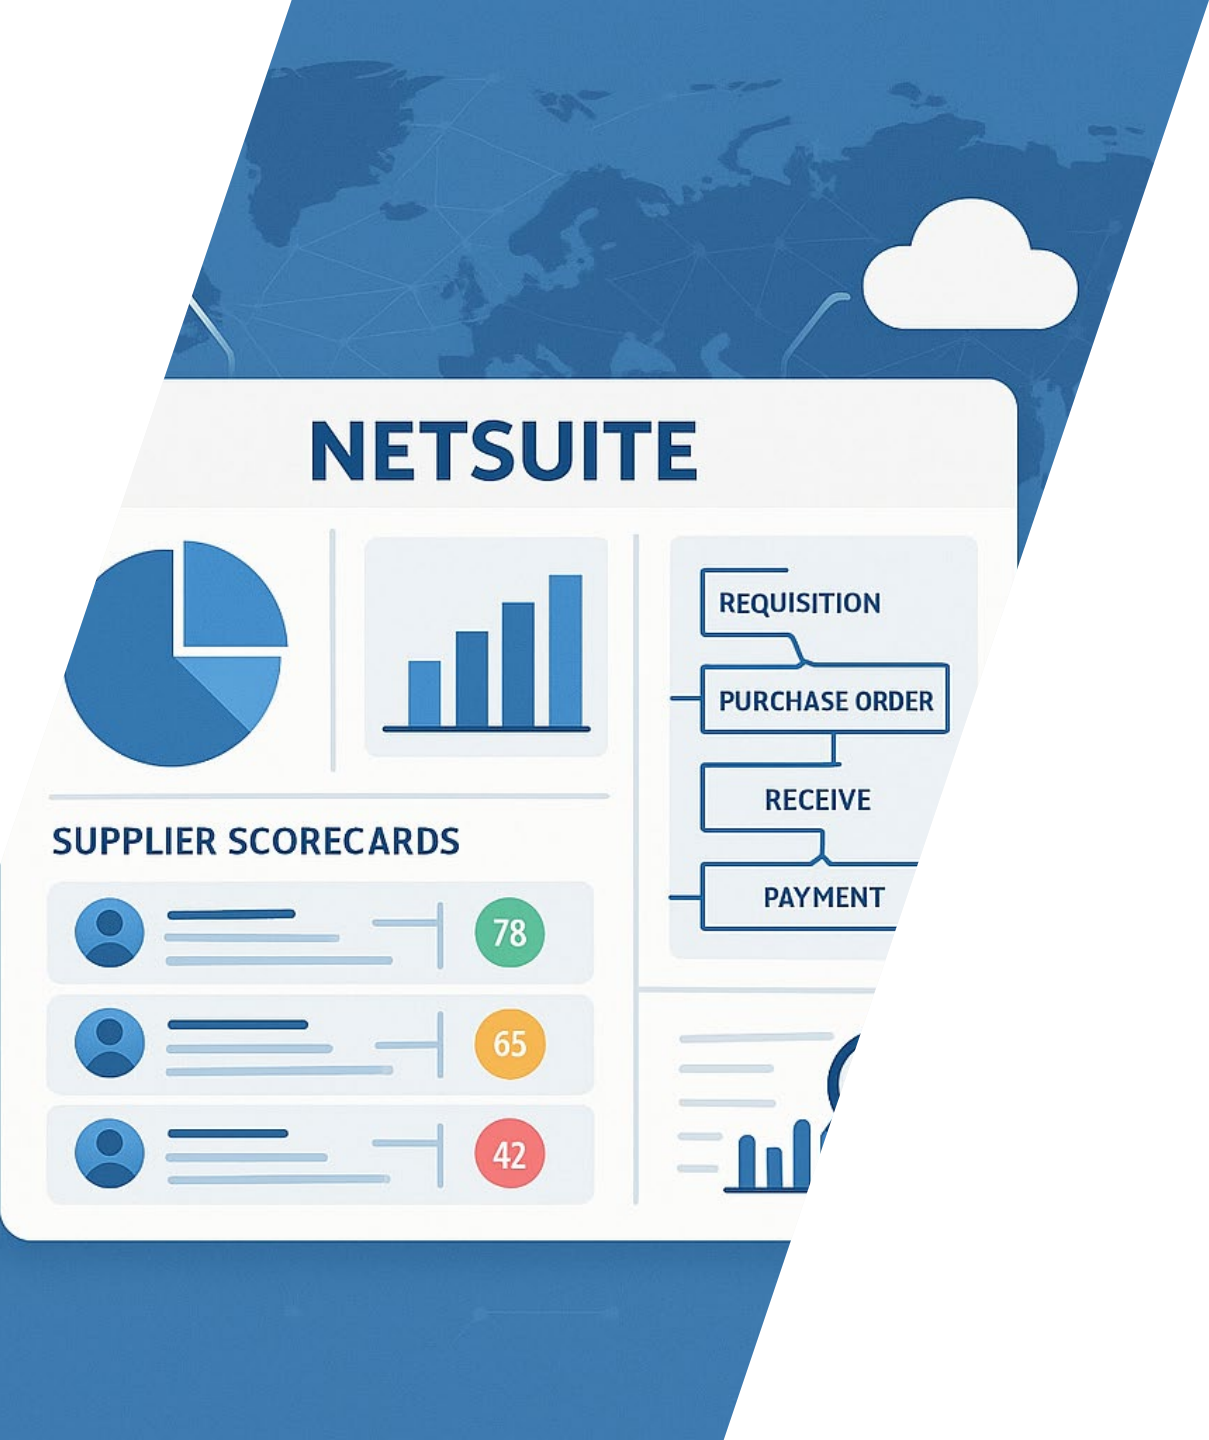 NETSUITE
REQUISITION
PURCHASE ORDER
RECEIVE
PAYMENT
SUPPLIER SCORECARDS
78
65
42